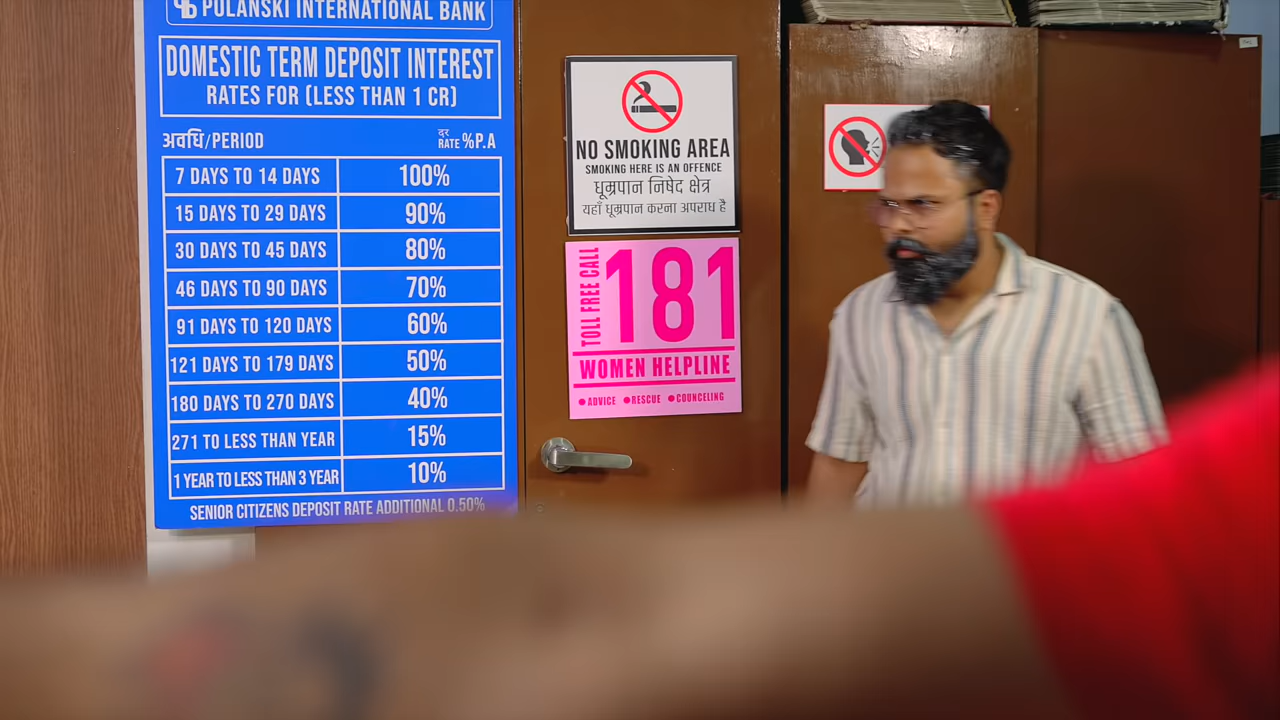 POLANSKI INTERNATIONAL BANK
DOMESTIC TERM DEPOSIT INTEREST
RATES FOR (LESS THAN 1 CR)
अवधि/PERIOD दर RATE %P.A
7 DAYS TO 14 DAYS 100%
15 DAYS TO 29 DAYS 90%
30 DAYS TO 45 DAYS 80%
46 DAYS TO 90 DAYS 70%
91 DAYS TO 120 DAYS 60%
121 DAYS TO 179 DAYS 50%
180 DAYS TO 270 DAYS 40%
271 TO LESS THAN YEAR 15%
1 YEAR TO LESS THAN 3 YEAR 10%
SENIOR CITIZENS DEPOSIT RATE ADDITIONAL 0.50%
NO SMOKING AREA
SMOKING HERE IS AN OFFENCE
धूम्रपान निषेद क्षेत्र
यहाँ धूम्रपान करना अपराध है
TOLL FREE CALL
181
WOMEN HELPLINE
● ADVICE ● RESCUE ● COUNCELING